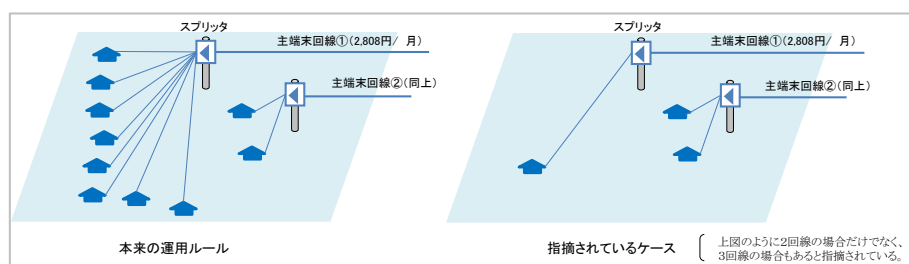 スプリッタ
主端末回線①(2,808円/ 月)
主端末回線②(同上)
本来の運用ルール
スプリッタ
主端末回線①(2,808円/ 月)
主端末回線②(同上)
指摘されているケース
上図のように2回線の場合だけでなく、
3回線の場合もあると指摘されている。